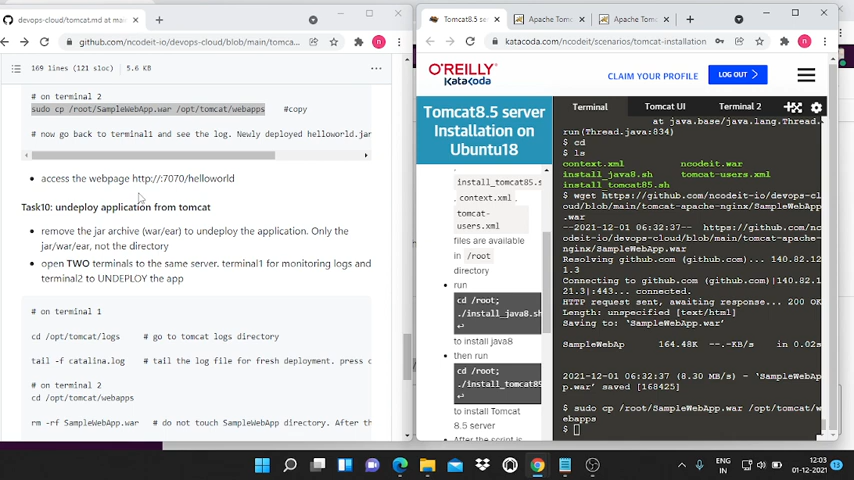 devops-cloud/tomcat.md at mai
github.com/ncodeit-io/devops-cloud/blob/main/tomca...
169 lines (121 sloc)
5.6 KB
# on terminal 2
sudo cp /root/SampleWebApp.war /opt/tomcat/webapps    #copy
# now go back to terminal1 and see the log. Newly deployed helloworld.jar
access the webpage http://:7070/helloworld
Task10: undeploy application from tomcat
remove the jar archive (war/ear) to undeploy the application. Only the
jar/war/ear, not the directory
open TWO terminals to the same server. terminal1 for monitoring logs and
terminal2 to UNDEPLOY the app
# on terminal 1
cd /opt/tomcat/logs    # go to tomcat logs directory
tail -f catalina.log    # tail the log file for fresh deployment. press c
# on terminal 2
cd /opt/tomcat/webapps
rm -rf SampleWebApp.war    # do not touch SampleWebApp directory. After the
Tomcat8.5 serv
Apache Tomc
Apache Tomc
katacoda.com/ncodeit/scenarios/tomcat-installation
O'REILLY
KataKoda
CLAIM YOUR PROFILE
LOG OUT
Tomcat8.5 server
Installation on
Ubuntu18
install_tomcat85.s
, context.xml
,
tomcat-
users.xml
files are available
in /root
directory
run
cd /root;
./install_java8.
to install java8
then run
cd /root;
./install_tomcat85
to install Tomcat
8.5 server
After the script is
Terminal
Tomcat UI
Terminal 2
at java.base/java.lang.Thread.
run(Thread.java:834)
$ cd
$ ls
context.xml    ncodeit.war
install_java8.sh    tomcat-users.xml
install_tomcat85.sh
$ wget https://github.com/ncodeit-io/devops-c
loud/blob/main/tomcat-apache-nginx/SampleWebApp
.war
--2021-12-01 06:32:37--  https://github.com/nc
odeit-io/devops-cloud/blob/main/tomcat-apache-n
ginx/SampleWebApp.war
Resolving github.com (github.com)... 140.82.12
1.3
Connecting to github.com (github.com)|140.82.1
21.3|:443... connected.
HTTP request sent, awaiting response... 200 OK
Length: unspecified [text/html]
Saving to: ‘SampleWebApp.war’
SampleWebAp    164.48K  --.-KB/s    in 0.02s
2021-12-01 06:32:37 (8.30 MB/s) - ‘SampleWebAp
p.war’ saved [168425]
$ sudo cp /root/SampleWebApp.war /opt/tomcat/w
ebapps
$
ENG
IN
12:03
01-12-2021
13